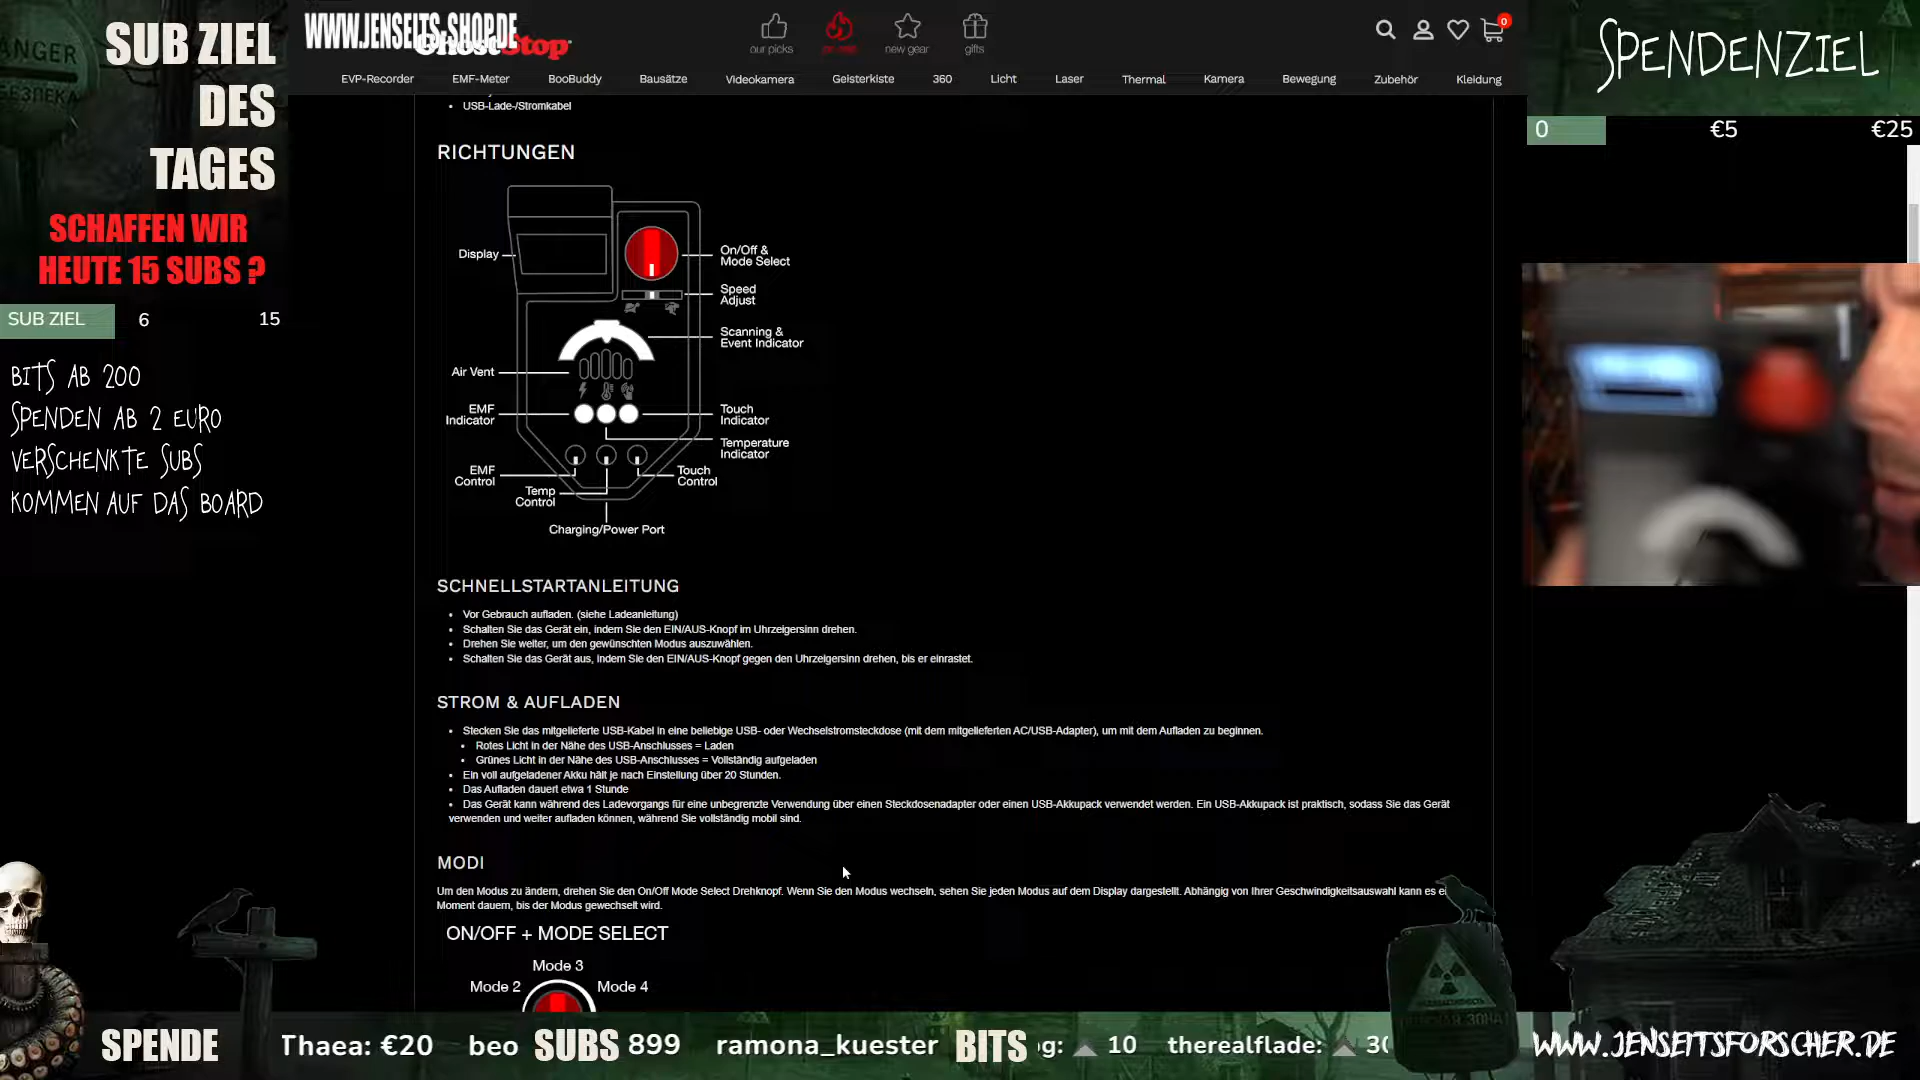 SUB ZIEL
DES
TAGES
SCHAFFEN WIR
HEUTE 15 SUBS ?
SUB ZIEL 6 15
BITS AB 200
SPENDEN AB 2 EURO
VERSCHENKTE SUBS
KOMMEN AUF DAS BOARD
WWW.JENSEITS-SHOP.DE
GhostStop
our picks
new gear
gifts
0
EVP-Recorder EMF-Meter BooBuddy Bausätze Videokamera Geisterkiste 360 Licht Laser Thermal Kamera Bewegung Zubehör Kleidung
USB-Lade-/Stromkabel
RICHTUNGEN
Display
On/Off &
Mode Select
Speed
Adjust
Scanning &
Event Indicator
Air Vent
EMF
Indicator
Touch
Indicator
Temperature
Indicator
EMF
Control
Touch
Control
Temp
Control
Charging/Power Port
SCHNELLSTARTANLEITUNG
Vor Gebrauch aufladen. (siehe Ladeanleitung)
Schalten Sie das Gerät ein, indem Sie den EIN/AUS-Knopf im Uhrzeigersinn drehen.
Drehen Sie weiter, um den gewünschten Modus auszuwählen.
Schalten Sie das Gerät aus, indem Sie den EIN/AUS-Knopf gegen den Uhrzeigersinn drehen, bis er einrastet.
STROM & AUFLADEN
Stecken Sie das mitgelieferte USB-Kabel in eine beliebige USB- oder Wechselstromsteckdose (mit dem mitgelieferten AC/USB-Adapter), um mit dem Aufladen zu beginnen.
Rotes Licht in der Nähe des USB-Anschlusses = Laden
Grünes Licht in der Nähe des USB-Anschlusses = Vollständig aufgeladen
Ein voll aufgeladener Akku hält je nach Einstellung über 20 Stunden.
Das Aufladen dauert etwa 1 Stunde
Das Gerät kann während des Ladevorgangs für eine unbegrenzte Verwendung über einen Steckdosenadapter oder einen USB-Akkupack verwendet werden. Ein USB-Akkupack ist praktisch, sodass Sie das Gerät
verwenden und weiter aufladen können, während Sie vollständig mobil sind.
MODI
Um den Modus zu ändern, drehen Sie den On/Off Mode Select Drehknopf. Wenn Sie den Modus wechseln, sehen Sie jeden Modus auf dem Display dargestellt. Abhängig von Ihrer Geschwindigkeitsauswahl kann es ei
Moment dauern, bis der Modus gewechselt wird.
ON/OFF + MODE SELECT
Mode 3
Mode 2 Mode 4
SPENDENZIEL
0 €5 €25
SPENDE Thaea: €20 beo SUBS 899 ramona_kuester BITS g: 10 therealflade: 30
WWW.JENSEITSFORSCHER.DE